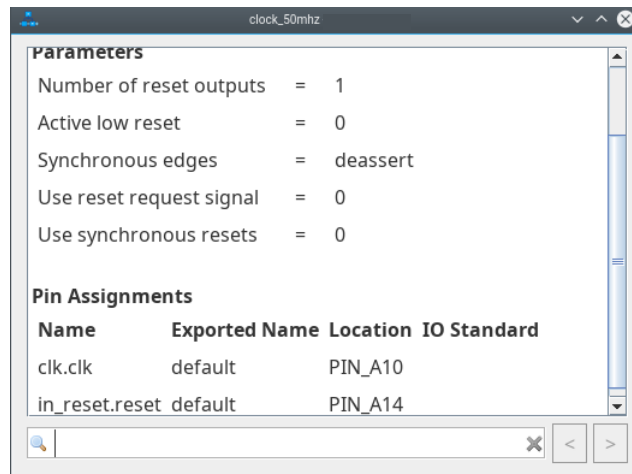 clock_50mhz
Parameters
Number of reset outputs = 1
Active low reset = 0
Synchronous edges = deassert
Use reset request signal = 0
Use synchronous resets = 0
Pin Assignments
Name Exported Name Location IO Standard
clk.clk default PIN_A10
in_reset.reset default PIN_A14
< >